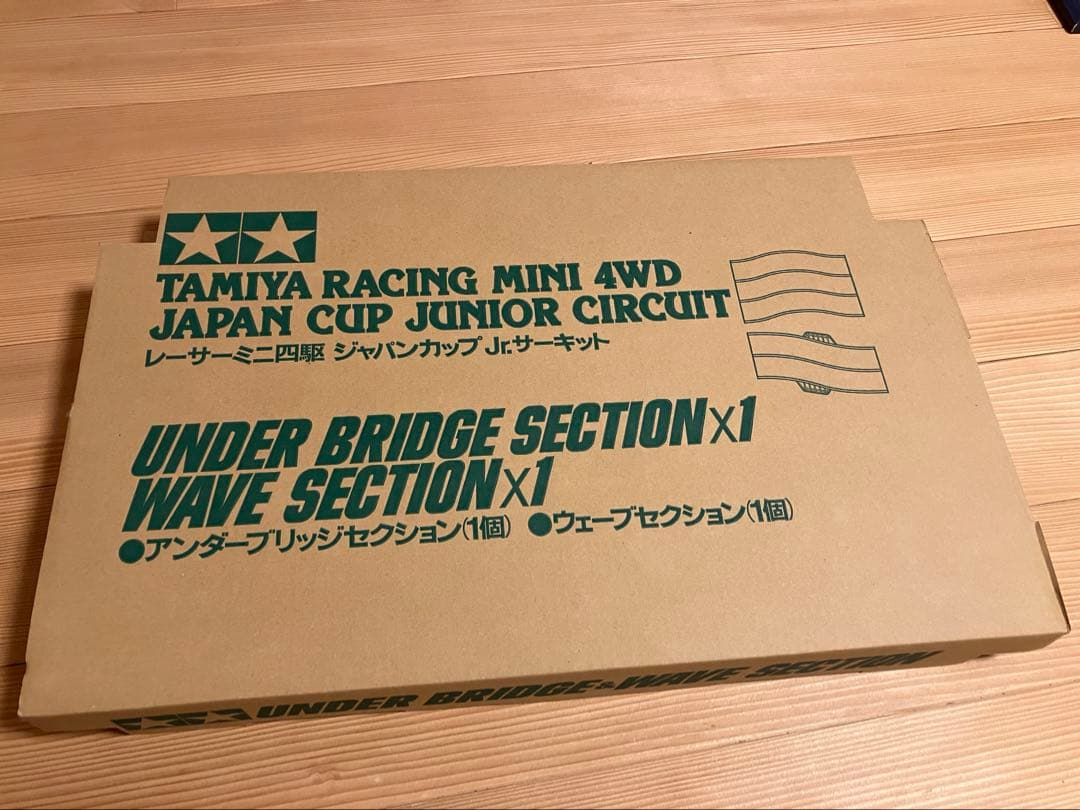 TAMIYA RACING MINI 4WD
JAPAN CUP JUNIOR CIRCUIT
レーサーミニ四駆 ジャパンカップ Jr.サーキット
UNDER BRIDGE SECTION×1
WAVE SECTION×1
●アンダーブリッジセクション(1個) ●ウェーブセクション(1個)
UNDER BRIDGE&WAVE SECTION